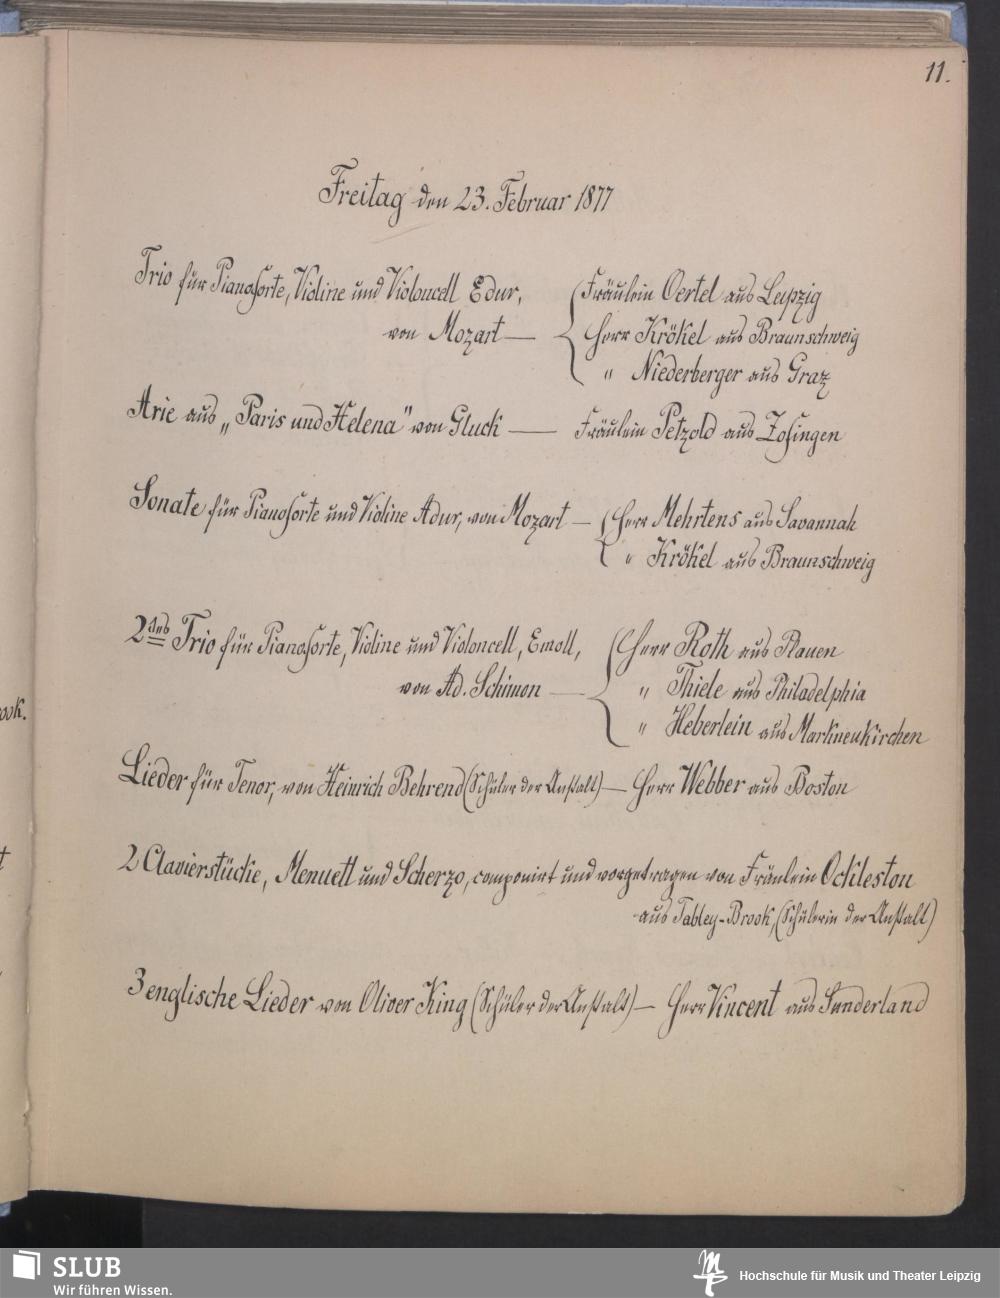 11.
Freitag den 23. Februar 1877
Trio für Pianoforte, Violine und Violoncell Edur,
von Mozart —
Fräulein Oertel aus Leipzig
Herr Krökel aus Braunschweig
" Niederberger aus Graz
Arie aus „Paris und Helena" von Gluck — Fräulein Petzold aus Zofingen
Sonate für Pianoforte und Violine Adur, von Mozart — Herr Mehrtens aus Savannah
" Krökel aus Braunschweig
2tes Trio für Pianoforte, Violine und Violoncell, Emoll,
von Ad. Schimon —
Herr Roth aus Plauen
" Thiele aus Philadelphia
" Heberlein aus Markneukirchen
Lieder für Tenor, von Heinrich Behrend (Schüler der Anstalt) — Herr Webber aus Boston
2 Clavierstücke, Menuett und Scherzo, componirt und vorgetragen von Fräulein Ockleston
aus Tabley-Brook, (Schülerin der Anstalt)
3 englische Lieder von Oliver King (Schüler der Anstalt) — Herr Vincent aus Sunderland
ook.
t
SLUB
Wir führen Wissen.
Hochschule für Musik und Theater Leipzig